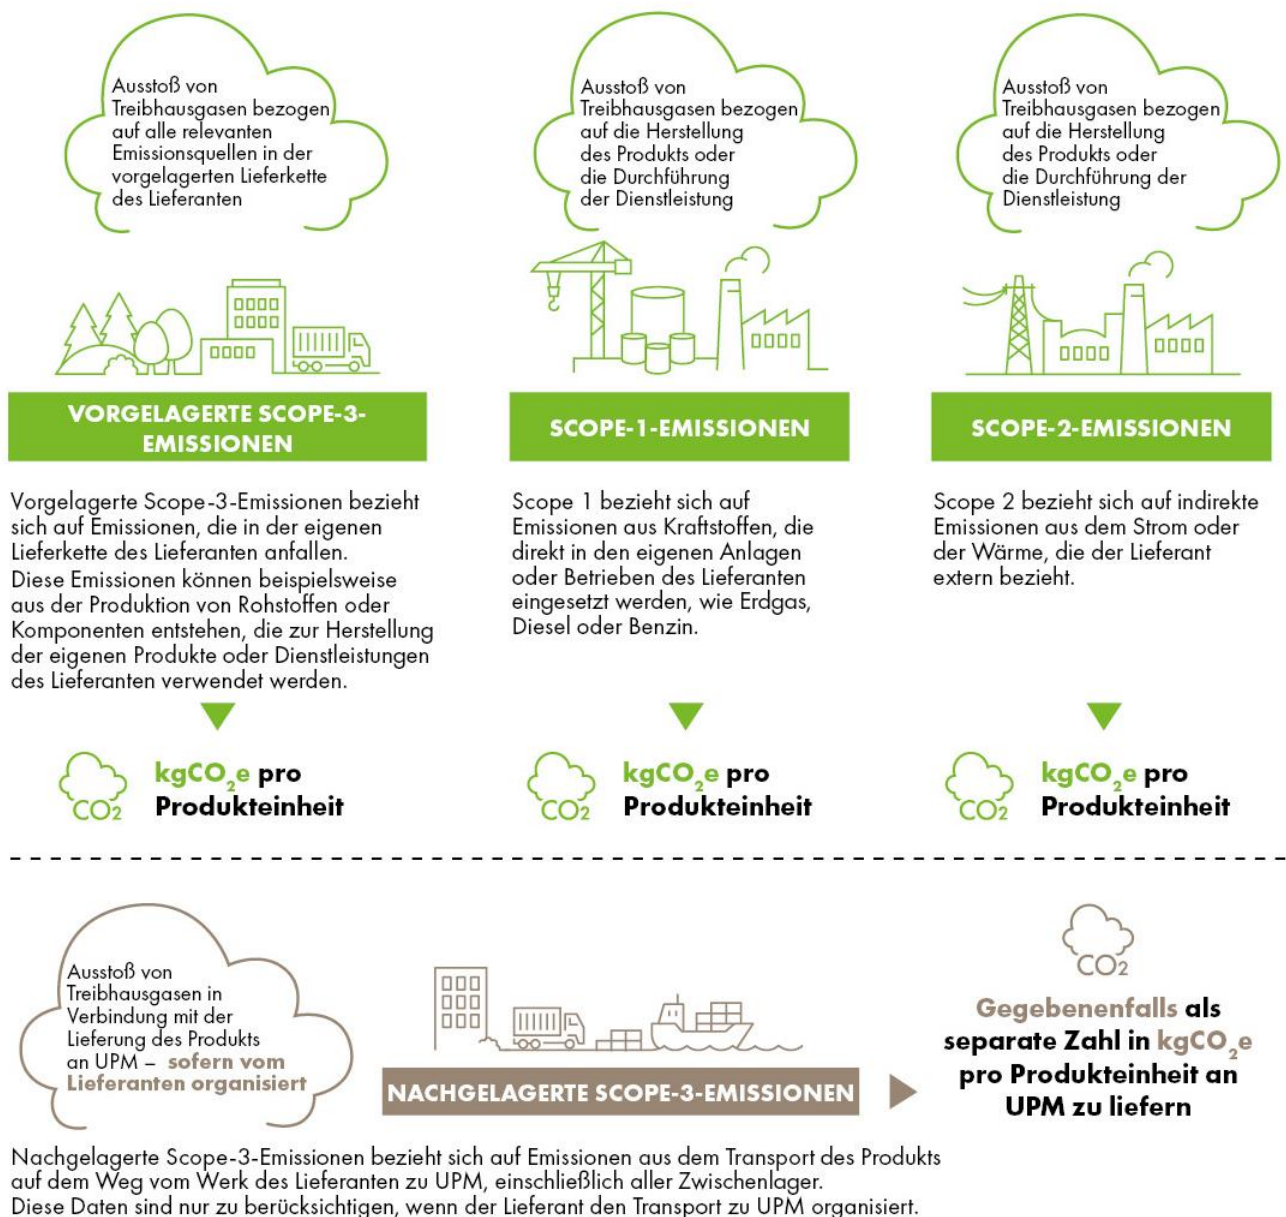 Ausstoß von
Treibhausgasen bezogen
auf alle relevanten
Emissionsquellen in der
vorgelagerten Lieferkette
des Lieferanten
VORGELAGERTE SCOPE-3-
EMISSIONEN
Vorgelagerte Scope-3-Emissionen bezieht
sich auf Emissionen, die in der eigenen
Lieferkette des Lieferanten anfallen.
Diese Emissionen können beispielsweise
aus der Produktion von Rohstoffen oder
Komponenten entstehen, die zur Herstellung
der eigenen Produkte oder Dienstleistungen
des Lieferanten verwendet werden.
CO2
kgCO₂e pro
Produkteinheit
Ausstoß von
Treibhausgasen bezogen
auf die Herstellung
des Produkts oder
die Durchführung
der Dienstleistung
SCOPE-1-EMISSIONEN
Scope 1 bezieht sich auf
Emissionen aus Kraftstoffen, die
direkt in den eigenen Anlagen
oder Betrieben des Lieferanten
eingesetzt werden, wie Erdgas,
Diesel oder Benzin.
CO2
kgCO₂e pro
Produkteinheit
Ausstoß von
Treibhausgasen bezogen
auf die Herstellung
des Produkts oder
die Durchführung der
Dienstleistung
SCOPE-2-EMISSIONEN
Scope 2 bezieht sich auf indirekte
Emissionen aus dem Strom oder
der Wärme, die der Lieferant
extern bezieht.
CO2
kgCO₂e pro
Produkteinheit
Ausstoß von
Treibhausgasen in
Verbindung mit der
Lieferung des Produkts
an UPM – sofern vom
Lieferanten organisiert
NACHGELAGERTE SCOPE-3-EMISSIONEN
CO2
Gegebenenfalls als
separate Zahl in kgCO₂e
pro Produkteinheit an
UPM zu liefern
Nachgelagerte Scope-3-Emissionen bezieht sich auf Emissionen aus dem Transport des Produkts
auf dem Weg vom Werk des Lieferanten zu UPM, einschließlich aller Zwischenlager.
Diese Daten sind nur zu berücksichtigen, wenn der Lieferant den Transport zu UPM organisiert.